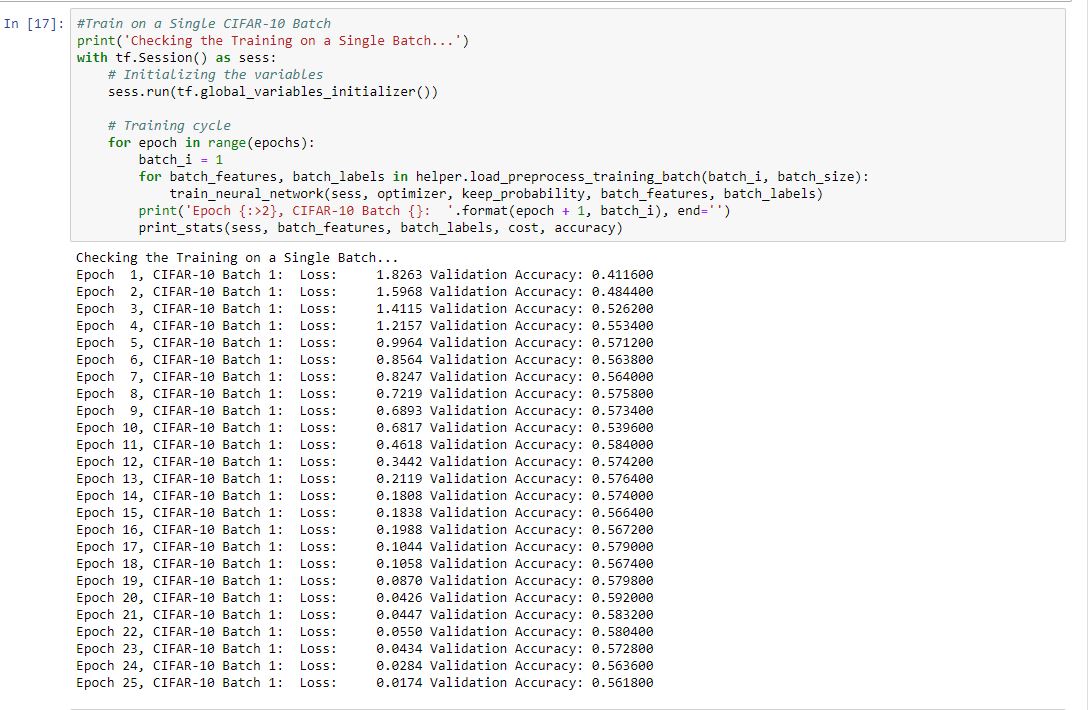 In [17]: #Train on a Single CIFAR-10 Batch
print('Checking the Training on a Single Batch...')
with tf.Session() as sess:
    # Initializing the variables
    sess.run(tf.global_variables_initializer())

    # Training cycle
    for epoch in range(epochs):
        batch_i = 1
        for batch_features, batch_labels in helper.load_preprocess_training_batch(batch_i, batch_size):
            train_neural_network(sess, optimizer, keep_probability, batch_features, batch_labels)
        print('Epoch {:>2}, CIFAR-10 Batch {}:  '.format(epoch + 1, batch_i), end='')
        print_stats(sess, batch_features, batch_labels, cost, accuracy)
Checking the Training on a Single Batch...
Epoch  1, CIFAR-10 Batch 1:  Loss:     1.8263 Validation Accuracy: 0.411600
Epoch  2, CIFAR-10 Batch 1:  Loss:     1.5968 Validation Accuracy: 0.484400
Epoch  3, CIFAR-10 Batch 1:  Loss:     1.4115 Validation Accuracy: 0.526200
Epoch  4, CIFAR-10 Batch 1:  Loss:     1.2157 Validation Accuracy: 0.553400
Epoch  5, CIFAR-10 Batch 1:  Loss:     0.9964 Validation Accuracy: 0.571200
Epoch  6, CIFAR-10 Batch 1:  Loss:     0.8564 Validation Accuracy: 0.563800
Epoch  7, CIFAR-10 Batch 1:  Loss:     0.8247 Validation Accuracy: 0.564000
Epoch  8, CIFAR-10 Batch 1:  Loss:     0.7219 Validation Accuracy: 0.575800
Epoch  9, CIFAR-10 Batch 1:  Loss:     0.6893 Validation Accuracy: 0.573400
Epoch 10, CIFAR-10 Batch 1:  Loss:     0.6817 Validation Accuracy: 0.539600
Epoch 11, CIFAR-10 Batch 1:  Loss:     0.4618 Validation Accuracy: 0.584000
Epoch 12, CIFAR-10 Batch 1:  Loss:     0.3442 Validation Accuracy: 0.574200
Epoch 13, CIFAR-10 Batch 1:  Loss:     0.2119 Validation Accuracy: 0.576400
Epoch 14, CIFAR-10 Batch 1:  Loss:     0.1808 Validation Accuracy: 0.574000
Epoch 15, CIFAR-10 Batch 1:  Loss:     0.1838 Validation Accuracy: 0.566400
Epoch 16, CIFAR-10 Batch 1:  Loss:     0.1988 Validation Accuracy: 0.567200
Epoch 17, CIFAR-10 Batch 1:  Loss:     0.1044 Validation Accuracy: 0.579000
Epoch 18, CIFAR-10 Batch 1:  Loss:     0.1058 Validation Accuracy: 0.567400
Epoch 19, CIFAR-10 Batch 1:  Loss:     0.0870 Validation Accuracy: 0.579800
Epoch 20, CIFAR-10 Batch 1:  Loss:     0.0426 Validation Accuracy: 0.592000
Epoch 21, CIFAR-10 Batch 1:  Loss:     0.0447 Validation Accuracy: 0.583200
Epoch 22, CIFAR-10 Batch 1:  Loss:     0.0550 Validation Accuracy: 0.580400
Epoch 23, CIFAR-10 Batch 1:  Loss:     0.0434 Validation Accuracy: 0.572800
Epoch 24, CIFAR-10 Batch 1:  Loss:     0.0284 Validation Accuracy: 0.563600
Epoch 25, CIFAR-10 Batch 1:  Loss:     0.0174 Validation Accuracy: 0.561800